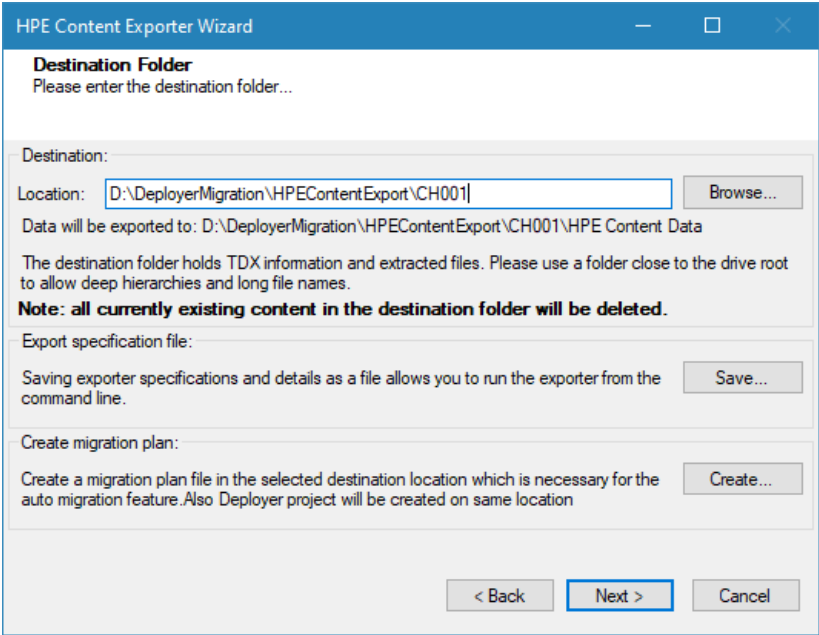 HPE Content Exporter Wizard
Destination Folder
Please enter the destination folder...
Destination:
Location: D:\DeployerMigration\HPEContentExport\CH001 Browse...
Data will be exported to: D:\DeployerMigration\HPEContentExport\CH001\HPE Content Data
The destination folder holds TDX information and extracted files. Please use a folder close to the drive root
to allow deep hierarchies and long file names.
Note: all currently existing content in the destination folder will be deleted.
Export specification file:
Saving exporter specifications and details as a file allows you to run the exporter from the Save...
command line.
Create migration plan:
Create a migration plan file in the selected destination location which is necessary for the Create...
auto migration feature.Also Deployer project will be created on same location
< Back Next > Cancel